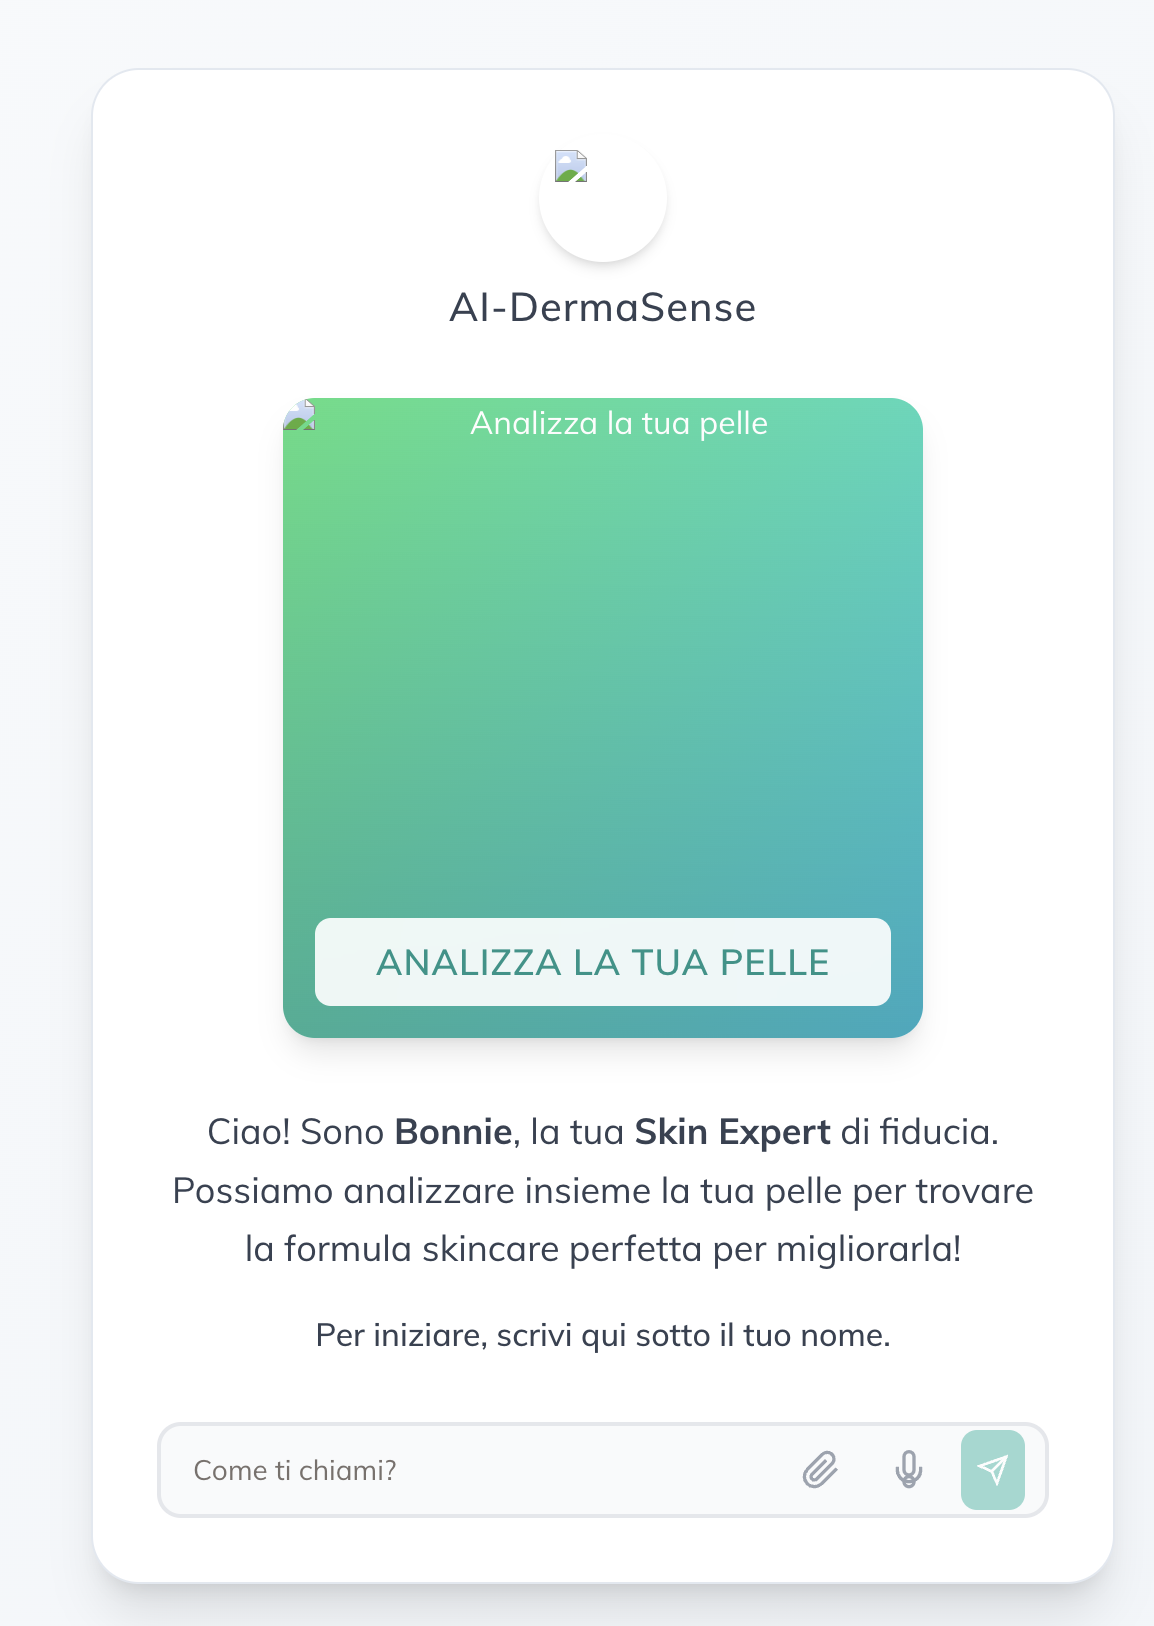 AI-DermaSense
Analizza la tua pelle
ANALIZZA LA TUA PELLE
Ciao! Sono Bonnie, la tua Skin Expert di fiducia.
Possiamo analizzare insieme la tua pelle per trovare
la formula skincare perfetta per migliorarla!
Per iniziare, scrivi qui sotto il tuo nome.
Come ti chiami?